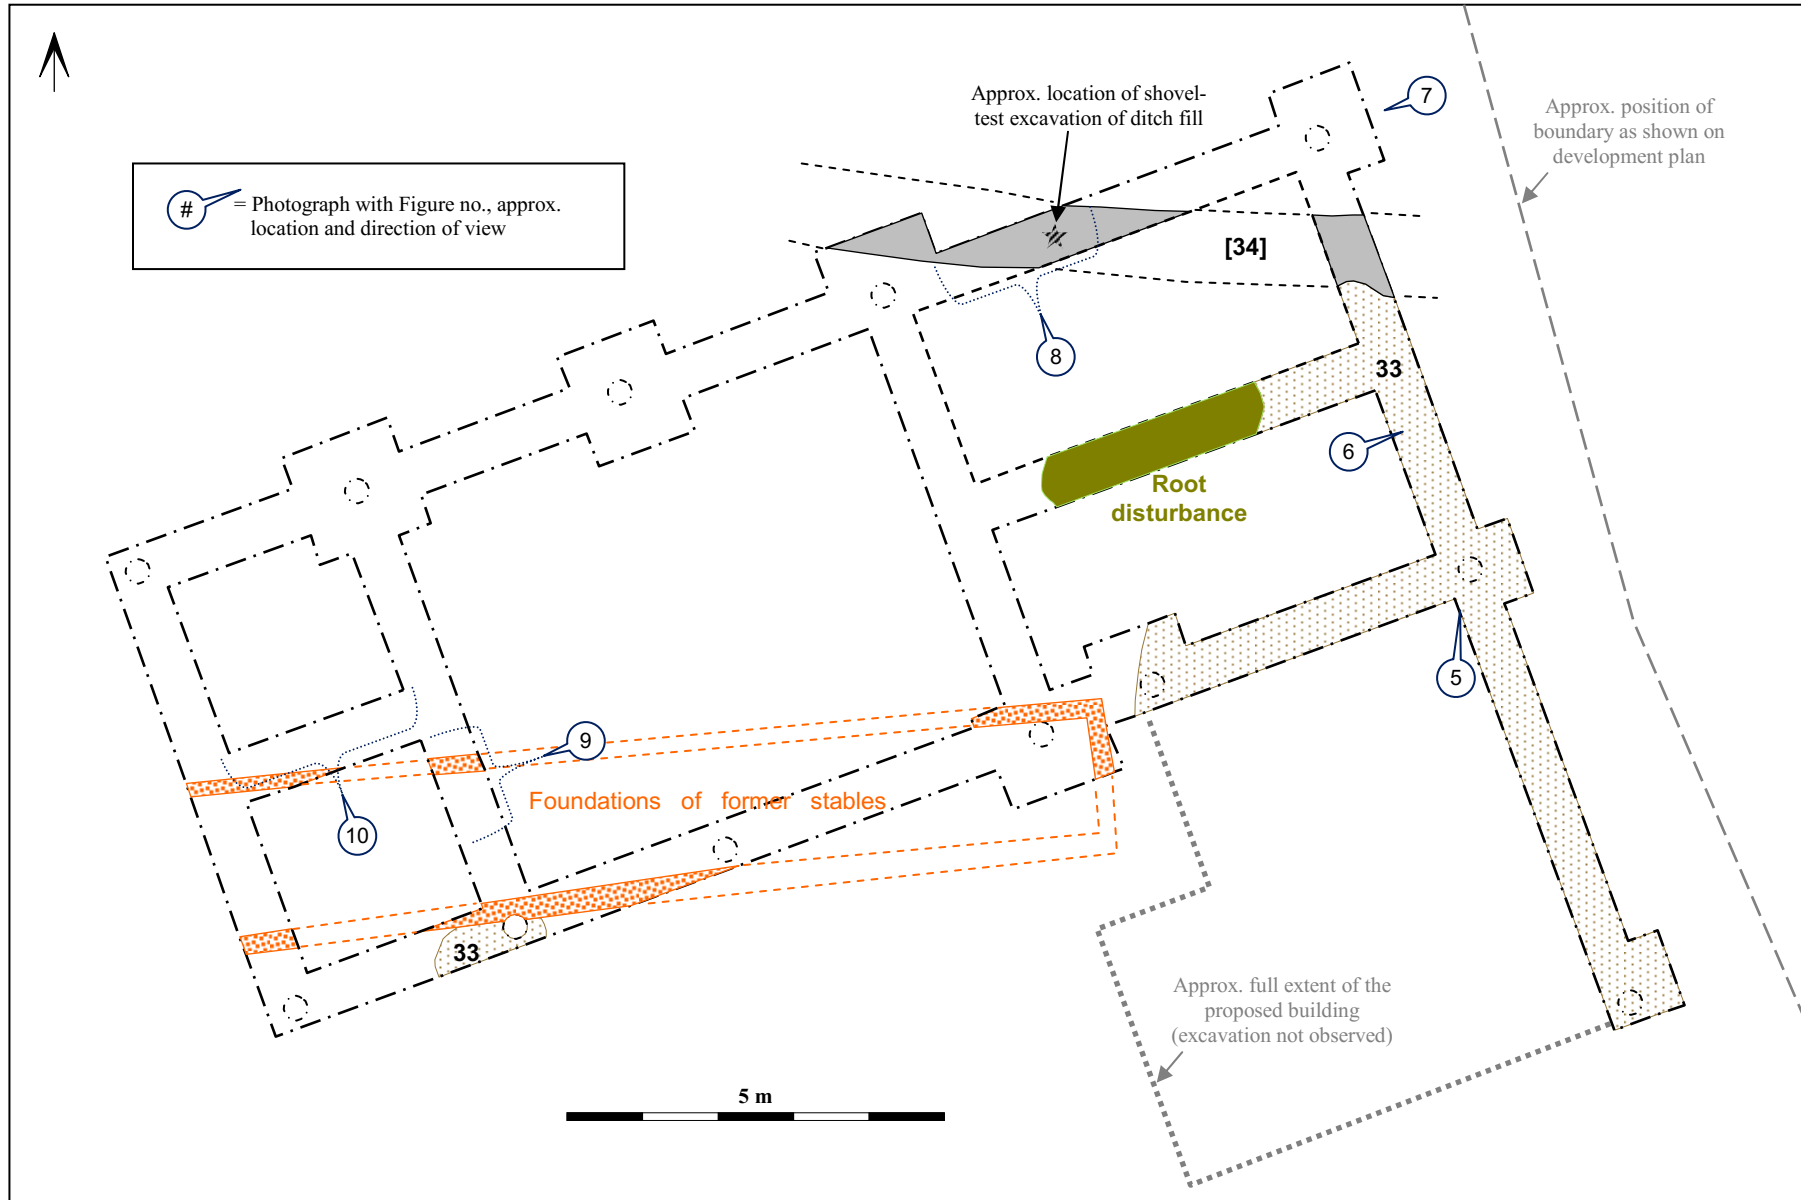 Approx. location of shovel-
test excavation of ditch fill
7
Approx. position of
boundary as shown on
development plan
#
= Photograph with Figure no., approx.
location and direction of view
[34]
8
33
6
Root
disturbance
5
9
Foundations of former stables
10
33
Approx. full extent of the
proposed building
(excavation not observed)
5 m